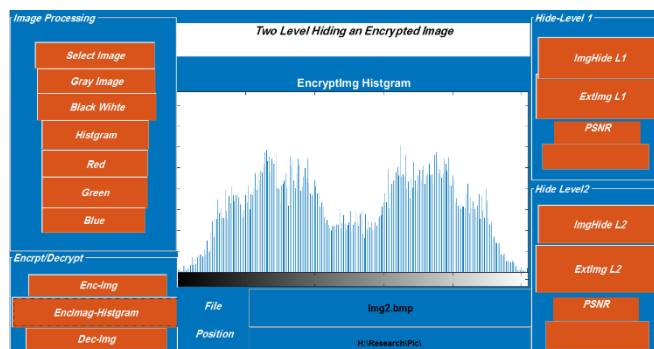 Image Processing
Select Image
Gray Image
Black Wihte
Histgram
Red
Green
Blue
Encrpt/Decrypt
Enc-Img
EncImag-Histgram
Dec-Img
Two Level Hiding an Encrypted Image
EncryptImg Histgram
File
Img2.bmp
Position
H:\Research\Pic\
Hide-Level 1
ImgHide L1
ExtImg L1
PSNR
Hide Level2
ImgHide L2
ExtImg L2
PSNR